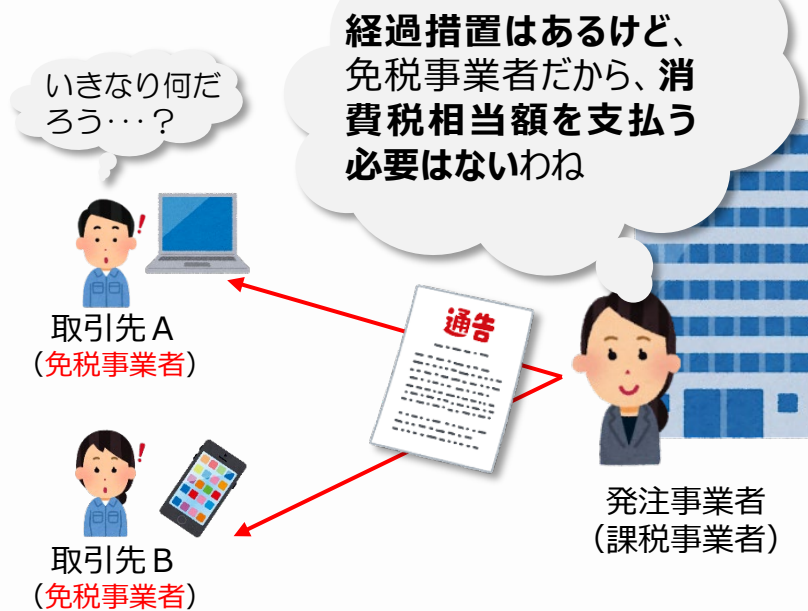 経過措置はあるけど、
免税事業者だから、消
費税相当額を支払う
必要はないわね
いきなり何だ
ろう・・・？
取引先Ａ
（免税事業者）
通告
発注事業者
（課税事業者）
取引先Ｂ
（免税事業者）